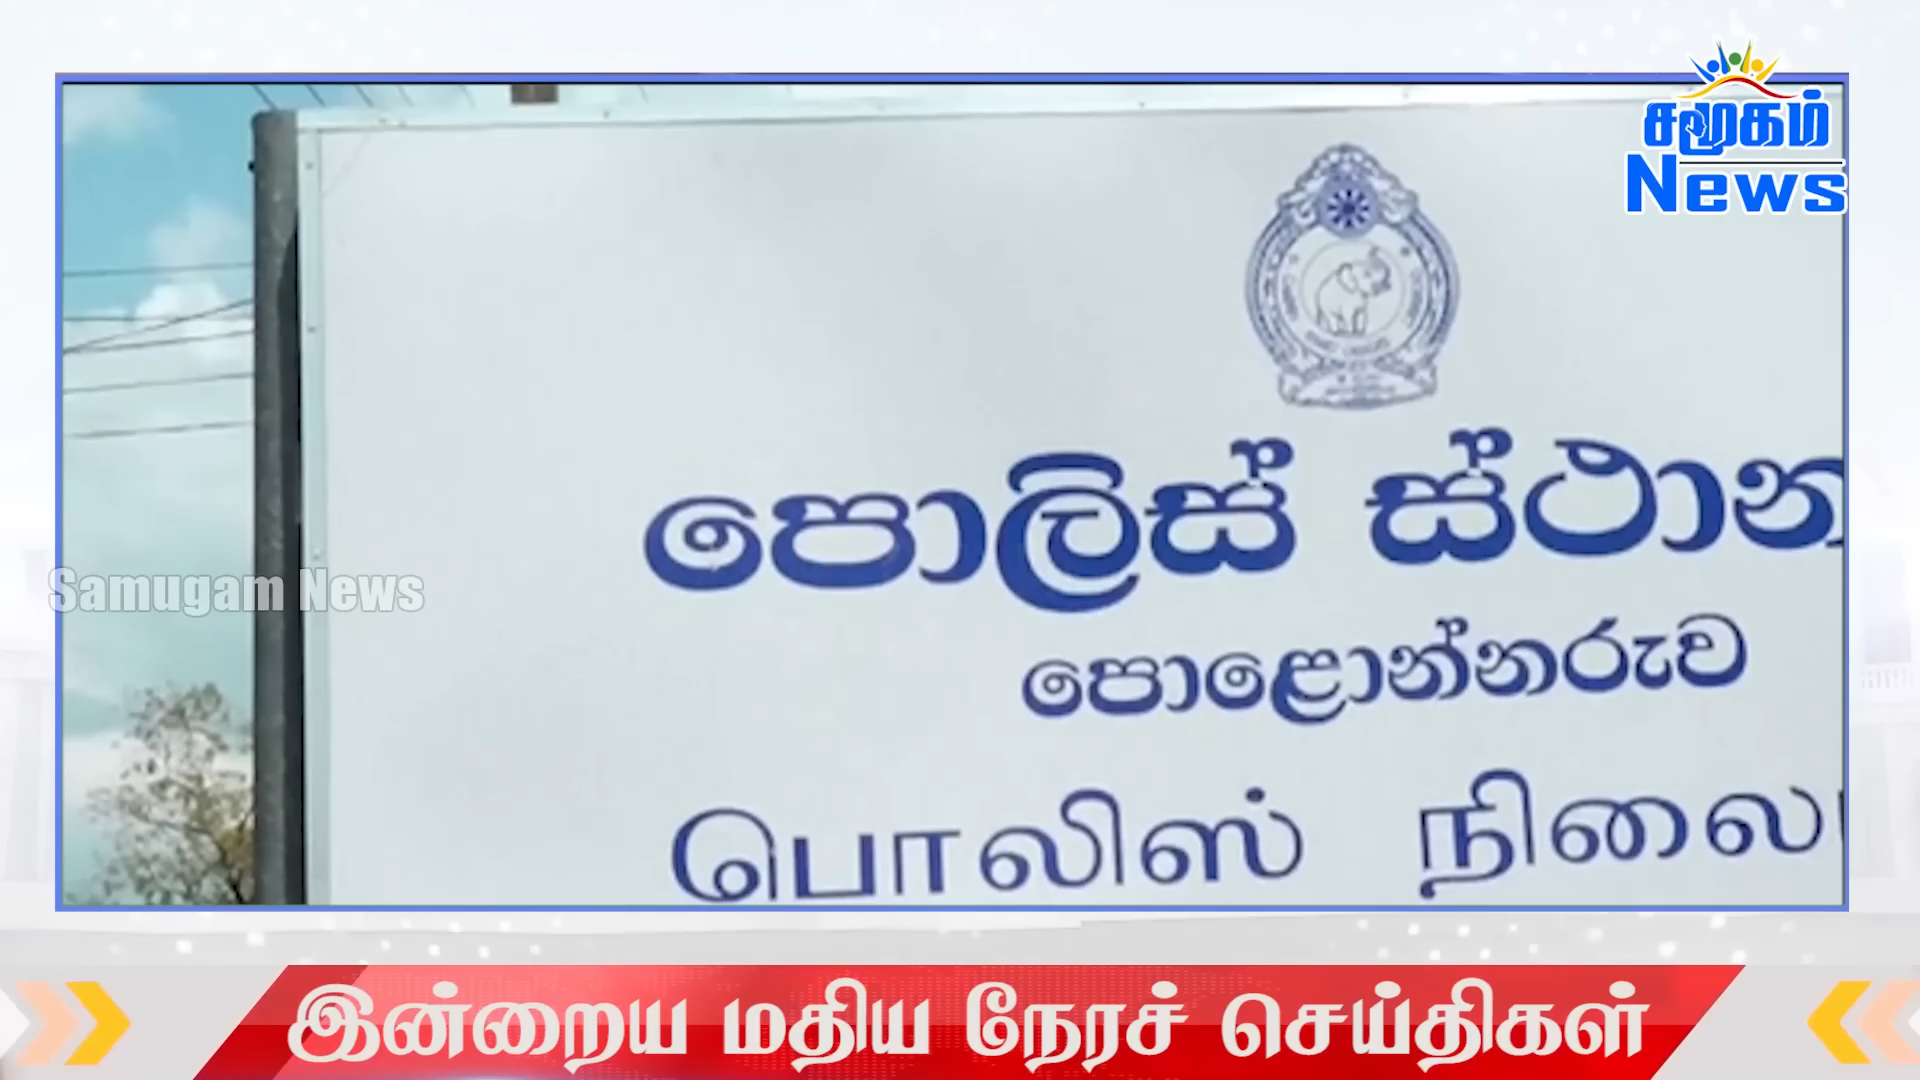 சமூகம்
News
පොලිස් ස්ථාන
පොළොන්නරුව
Samugam News
பொலிஸ் நிலை
இன்றைய மதிய நேரச் செய்திகள்